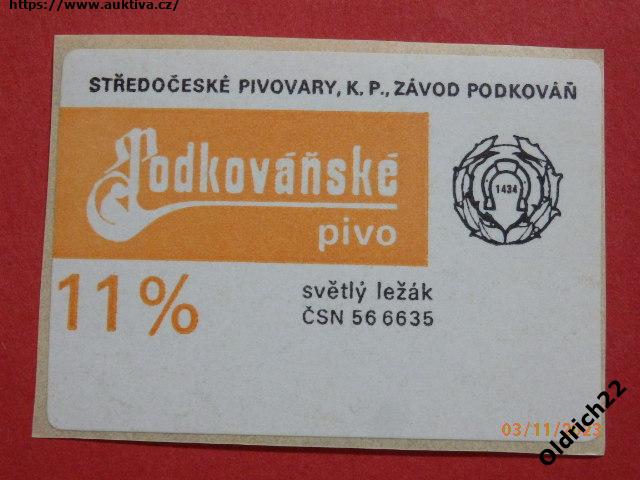 https://www.auktiva.cz/
STŘEDOČESKÉ PIVOVARY, K. P., ZÁVOD PODKOVÁŇ
Podkováňské
pivo
1434
11%
světlý ležák
ČSN 56 6635
03/11/2023
Oldrich22